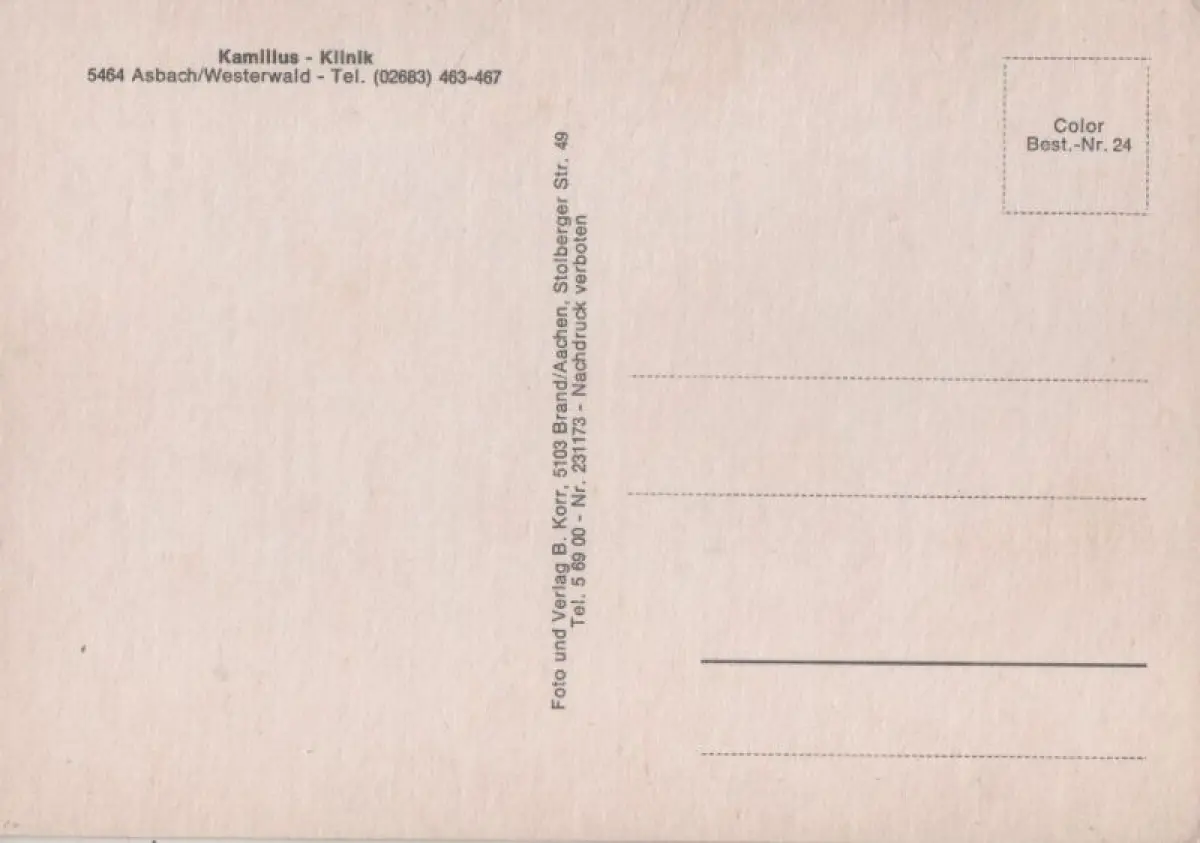 Kamillus - Klinik
5464 Asbach/Westerwald - Tel. (02683) 463-467
Foto und Verlag B. Korr, 5103 Brand/Aachen, Stolberger Str. 49
Tel. 5 69 00 - Nr. 231173 - Nachdruck verboten
Color
Best.-Nr. 24